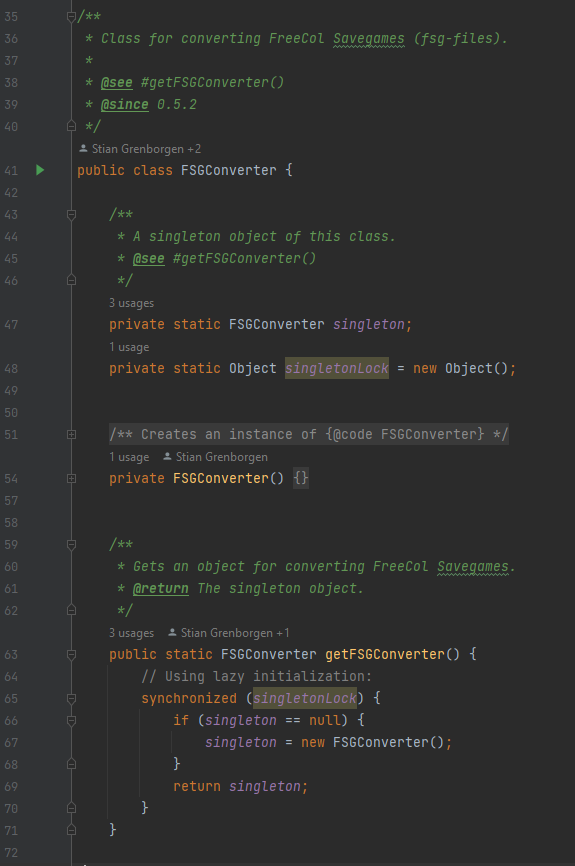 35 /**
36  * Class for converting FreeCol Savegames (fsg-files).
37  *
38  * @see #getFSGConverter()
39  * @since 0.5.2
40  */
Stian Grenborgen +2
41 public class FSGConverter {
42
43     /**
44      * A singleton object of this class.
45      * @see #getFSGConverter()
46      */
3 usages
47     private static FSGConverter singleton;
1 usage
48     private static Object singletonLock = new Object();
49
50
51     /** Creates an instance of {@code FSGConverter} */
1 usage Stian Grenborgen
54     private FSGConverter() {}
57
58
59     /**
60      * Gets an object for converting FreeCol Savegames.
61      * @return The singleton object.
62      */
3 usages Stian Grenborgen +1
63     public static FSGConverter getFSGConverter() {
64         // Using lazy initialization:
65         synchronized (singletonLock) {
66             if (singleton == null) {
67                 singleton = new FSGConverter();
68             }
69             return singleton;
70         }
71     }
72